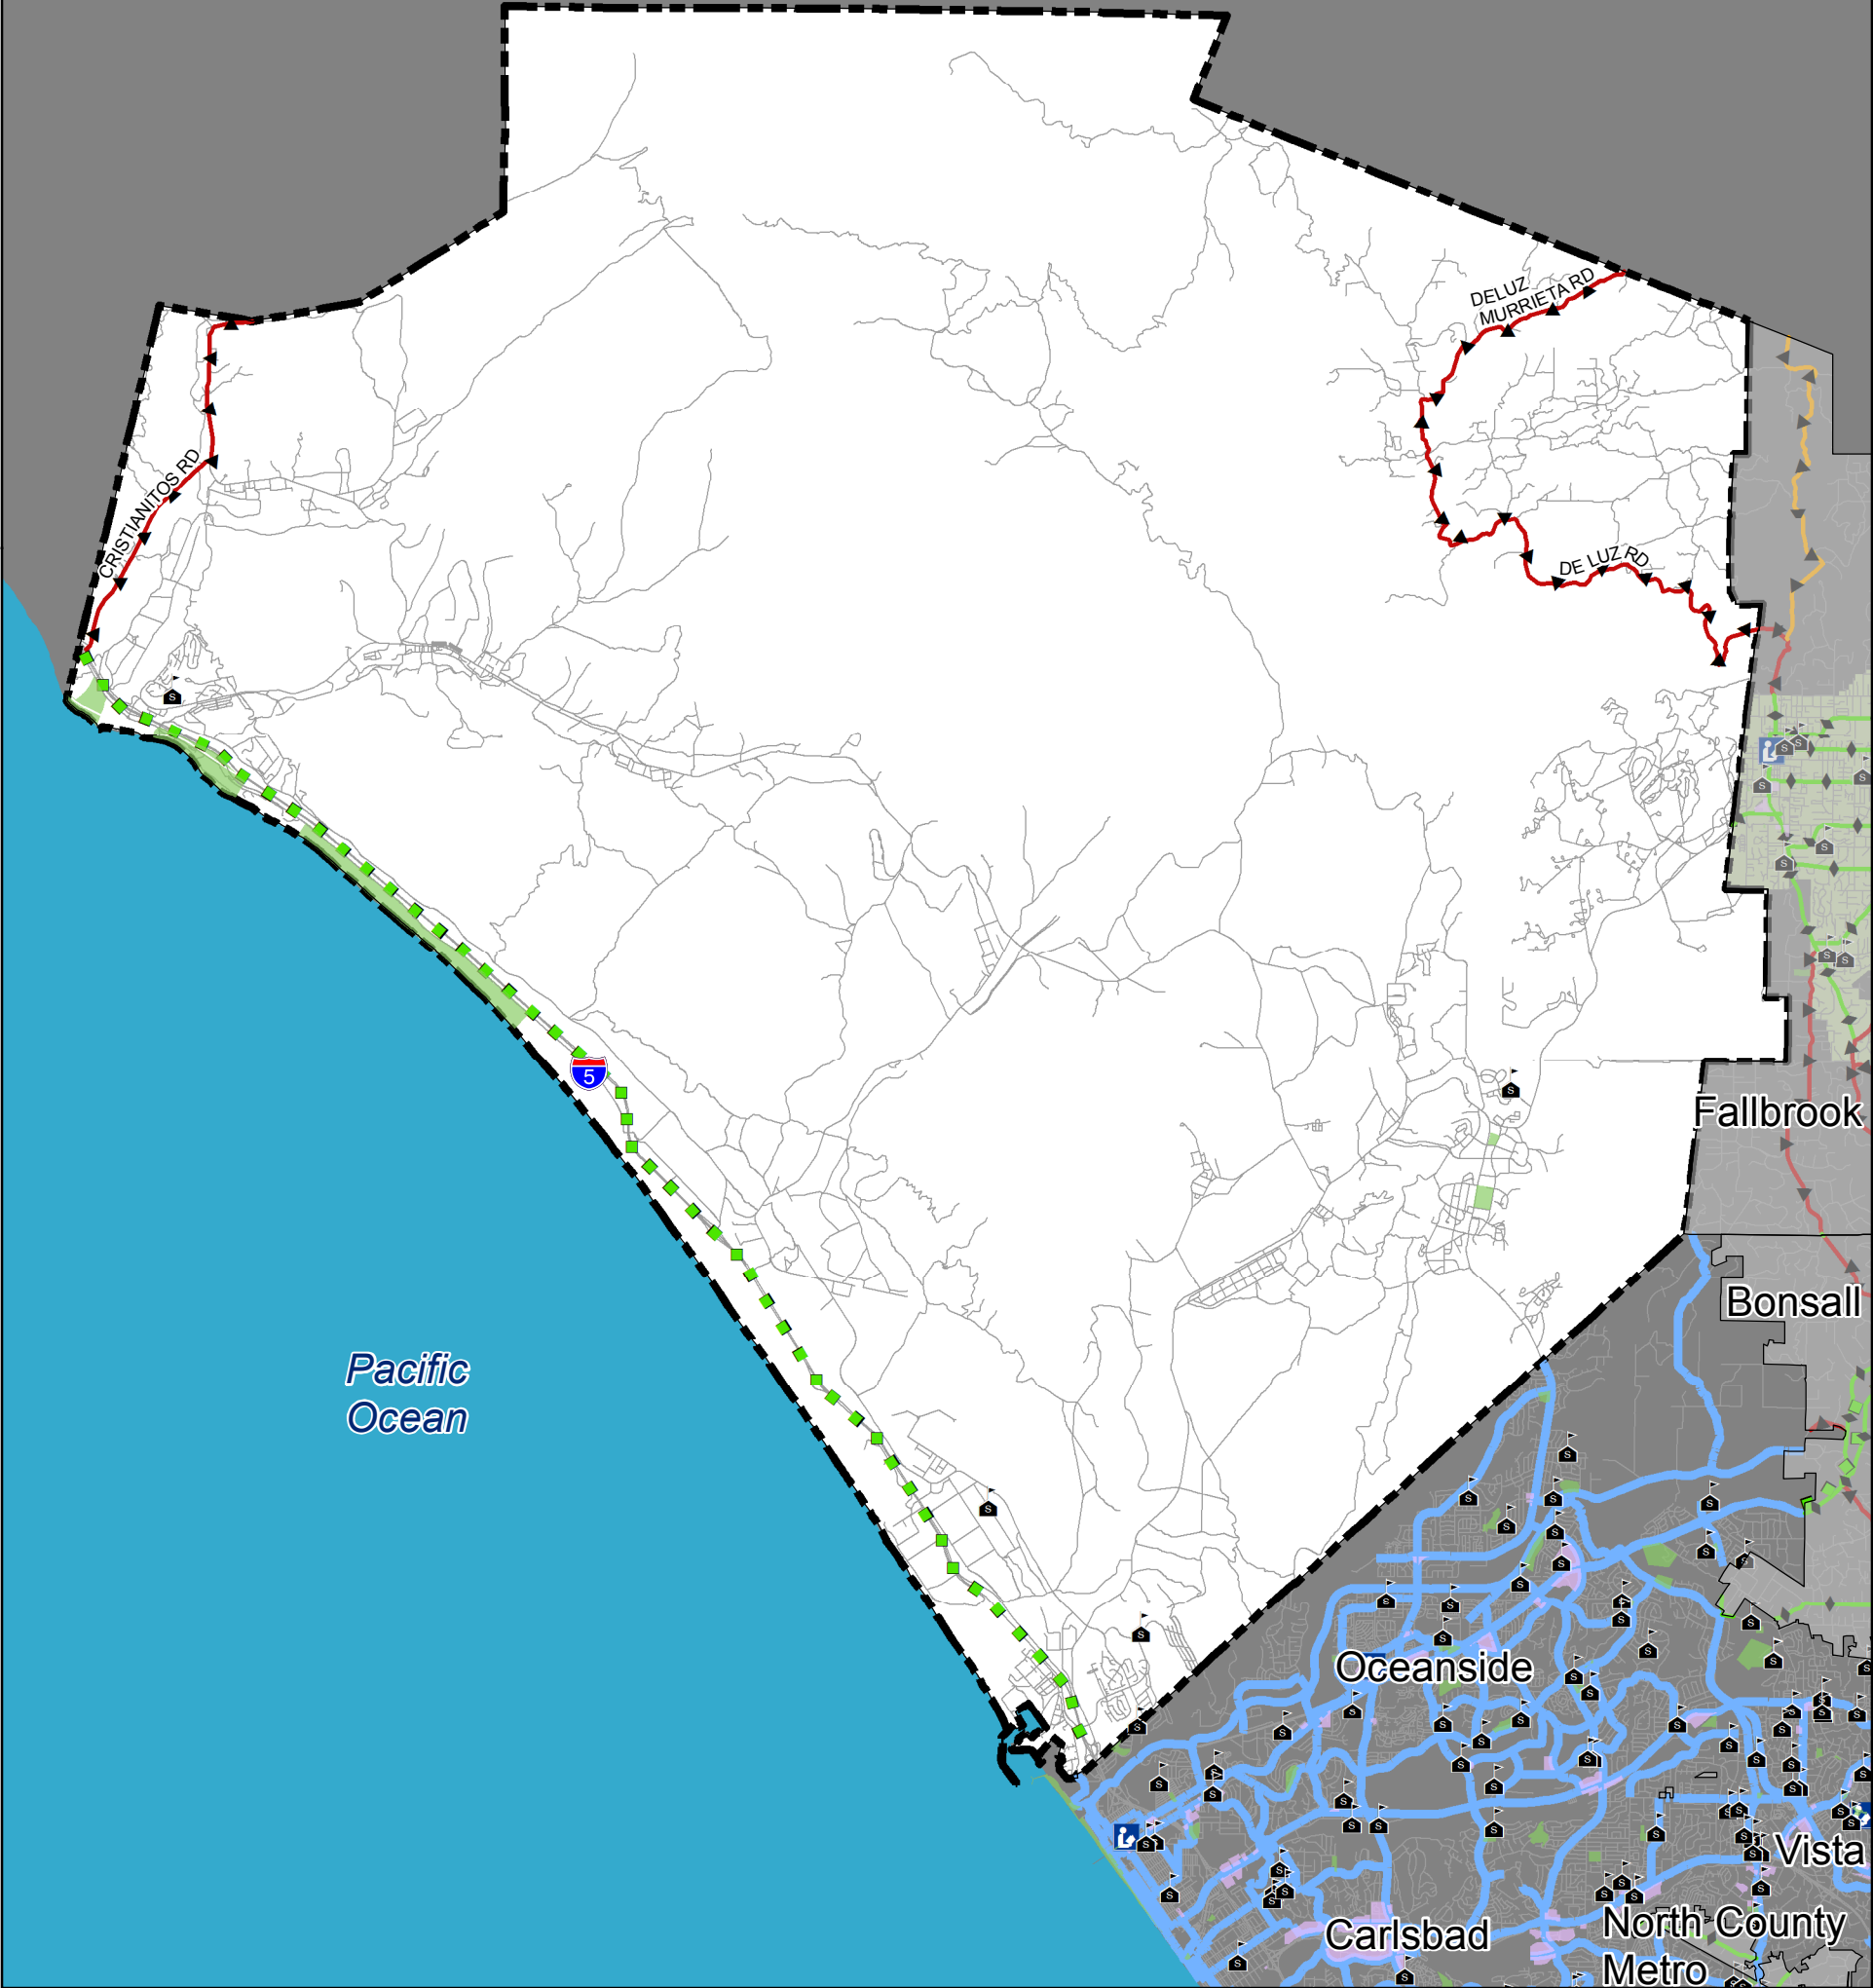 DELUZ
MURRIETA RD
CRISTIANITOS RD
DE LUZ RD
5
Fallbrook
Bonsall
Pacific
Ocean
Oceanside
Vista
Carlsbad
North County
Metro